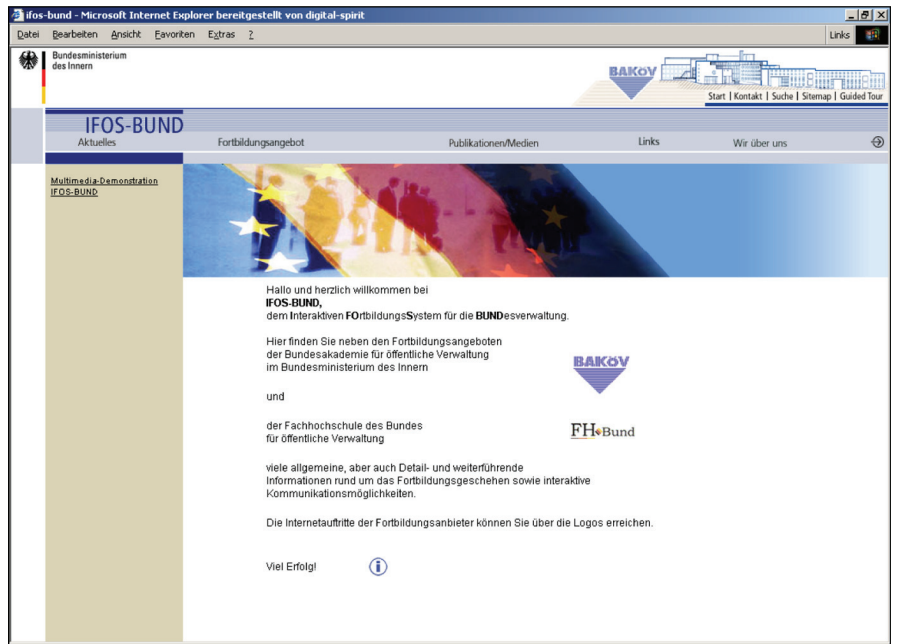 ifos-bund - Microsoft Internet Explorer bereitgestellt von digital-spirit
Datei Bearbeiten Ansicht Favoriten Extras ?
Links
Bundesministerium
des Innern
BAKöV
Start | Kontakt | Suche | Sitemap | Guided Tour
IFOS-BUND
Aktuelles Fortbildungsangebot Publikationen/Medien Links Wir über uns
Multimedia-Demonstration
IFOS-BUND
Hallo und herzlich willkommen bei
IFOS-BUND,
dem Interaktiven FOrtbildungsSystem für die BUNDesverwaltung.
Hier finden Sie neben den Fortbildungsangeboten
der Bundesakademie für öffentliche Verwaltung
im Bundesministerium des Innern
BAKöV
und
der Fachhochschule des Bundes
für öffentliche Verwaltung
FH Bund
viele allgemeine, aber auch Detail- und weiterführende
Informationen rund um das Fortbildungsgeschehen sowie interaktive
Kommunikationsmöglichkeiten.
Die Internetauftritte der Fortbildungsanbieter können Sie über die Logos erreichen.
Viel Erfolg!
i